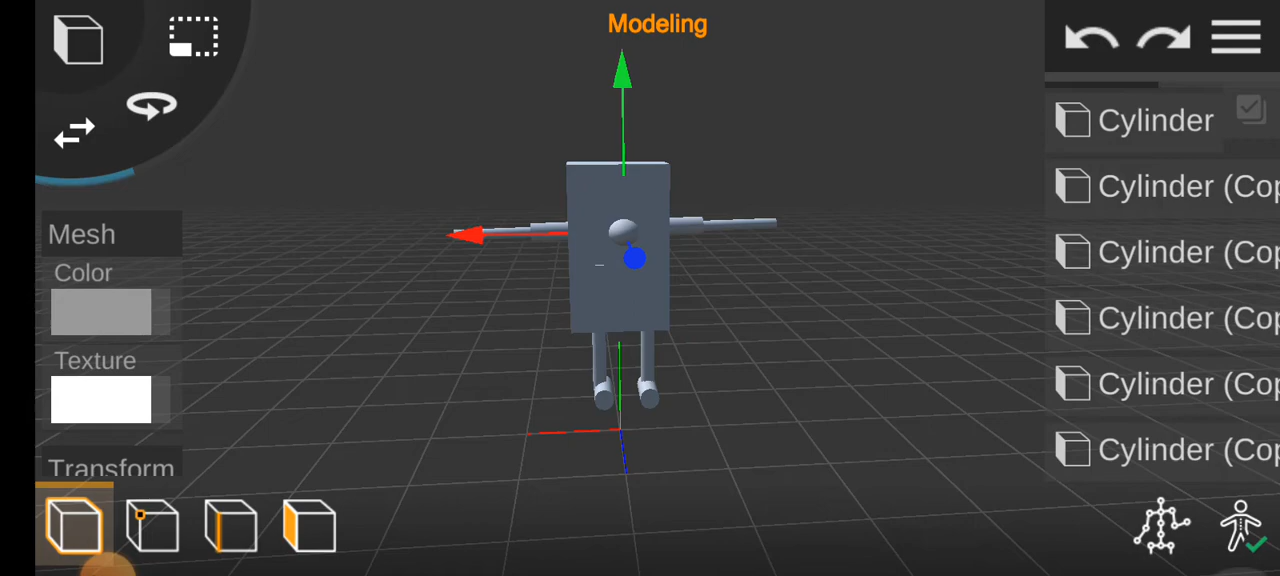 Modeling
Cylinder
Cylinder (Cop
Cylinder (Cop
Cylinder (Cop
Cylinder (Cop
Cylinder (Cop
Mesh
Color
Texture
Transform